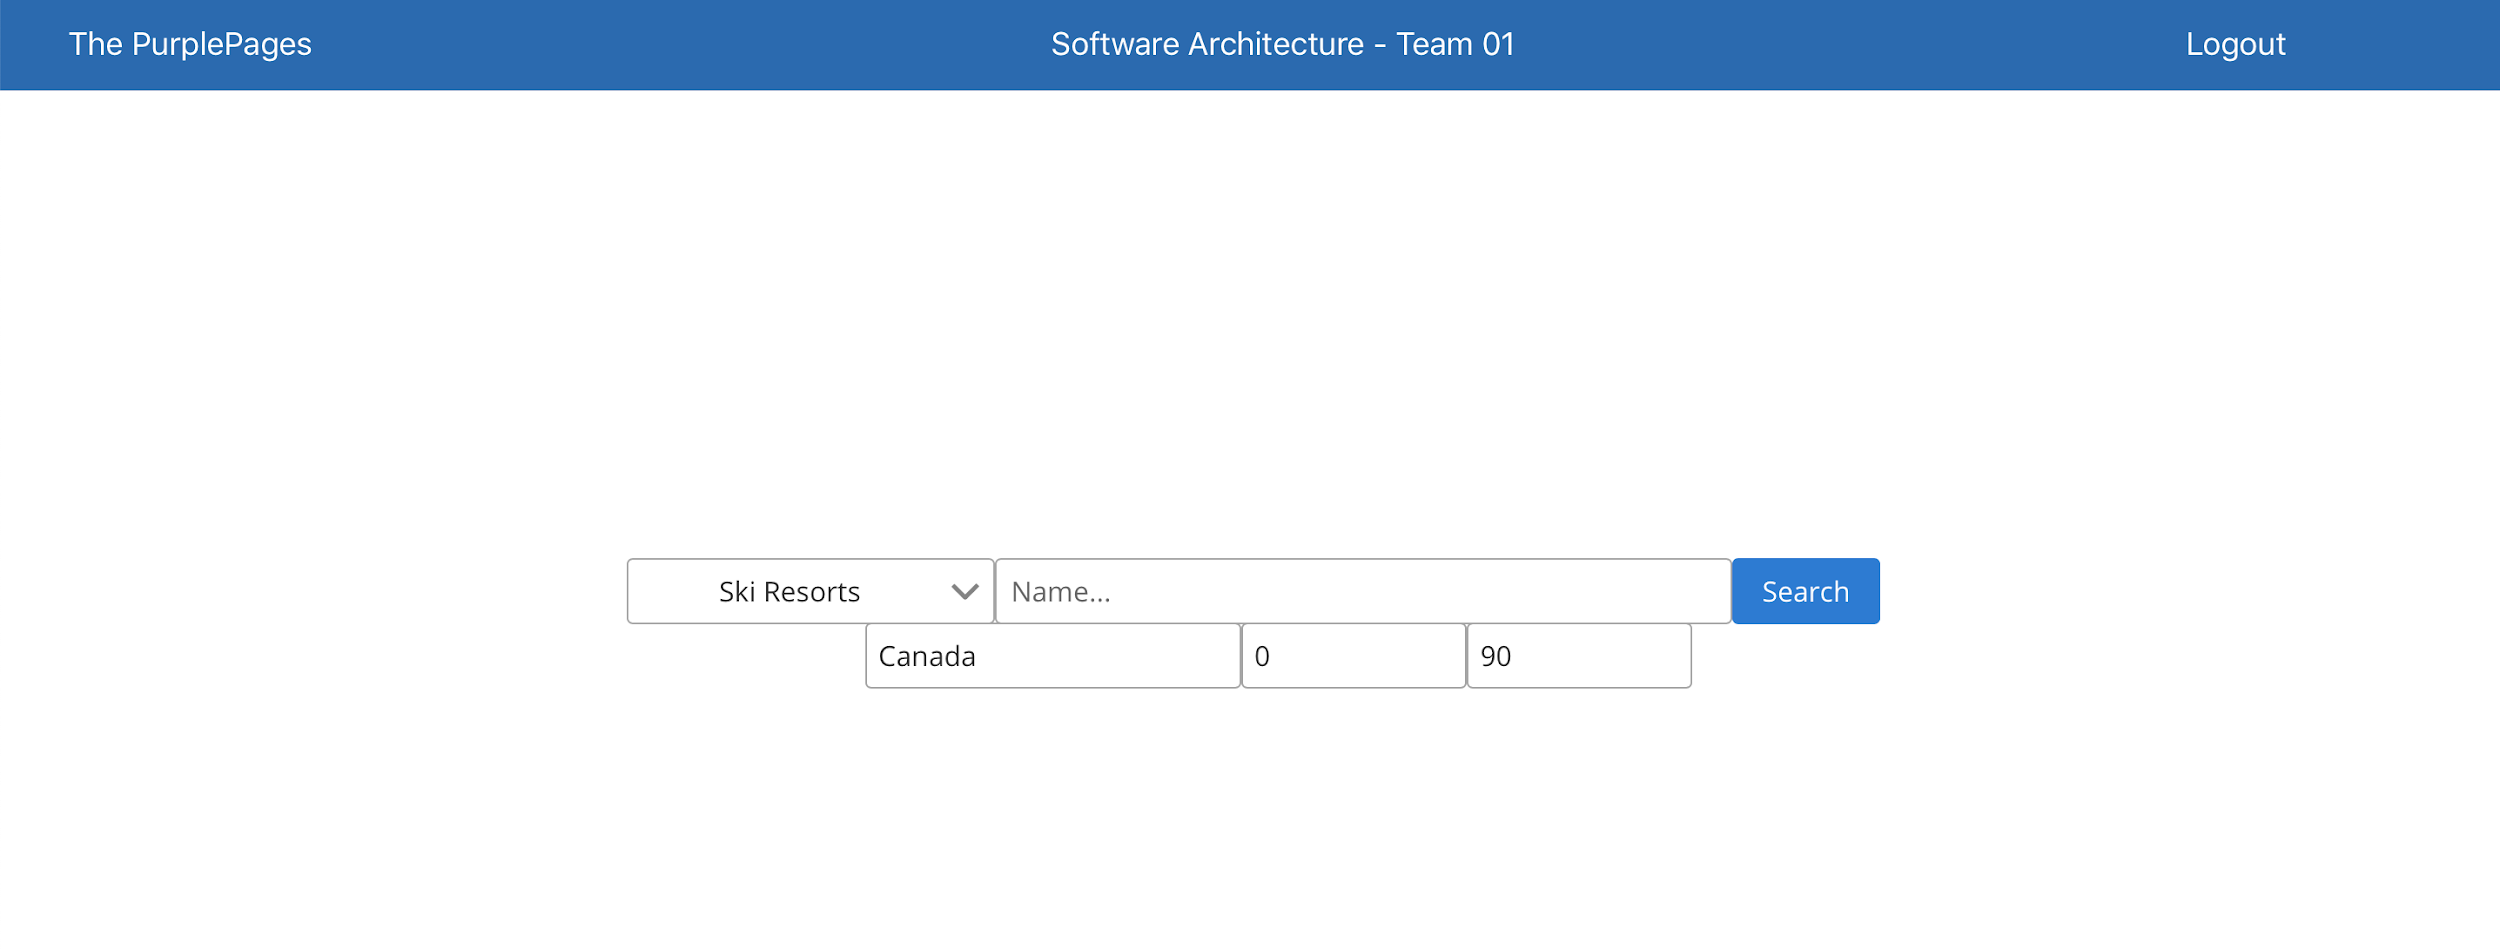 The PurplePages Software Architecture - Team 01 Logout
Ski Resorts Name... Search
Canada 0 90